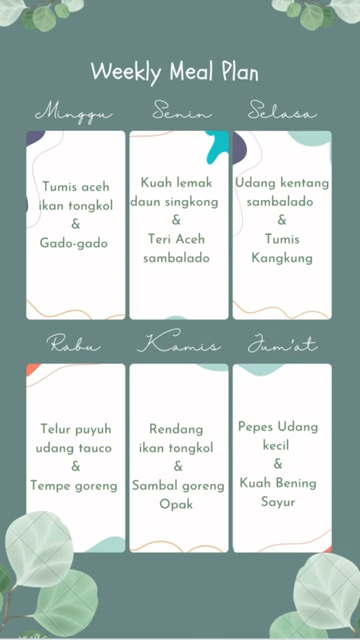 Weekly Meal Plan
Minggu
Senin
Selasa
Tumis aceh
ikan tongkol
&
Gado-gado
Kuah lemak
daun singkong
&
Teri Aceh
sambalado
Udang kentang
sambalado
&
Tumis
Kangkung
Rabu
Kamis
Jum'at
Telur puyuh
udang tauco
&
Tempe goreng
Rendang
ikan tongkol
&
Sambal goreng
Opak
Pepes Udang
kecil
&
Kuah Bening
Sayur